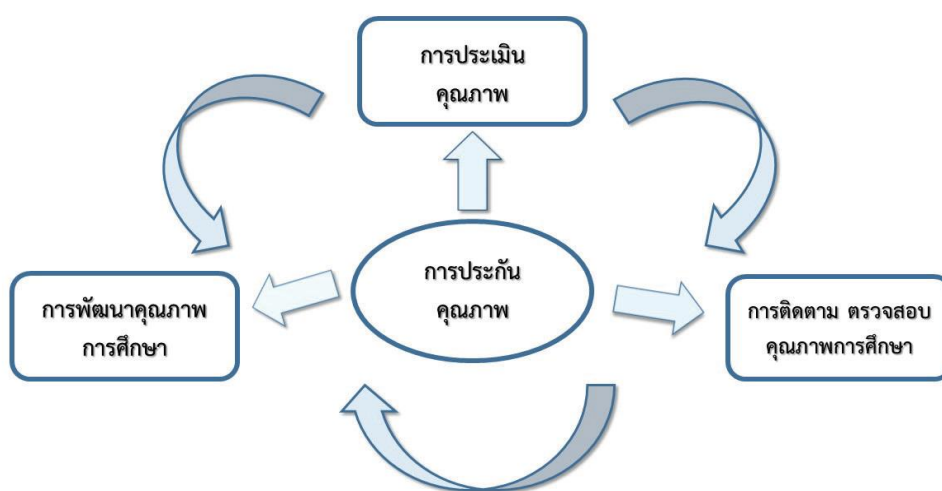 การประเมิน
คุณภาพ
การประกัน
คุณภาพ
การพัฒนาคุณภาพ
การศึกษา
การติดตาม ตรวจสอบ
คุณภาพการศึกษา